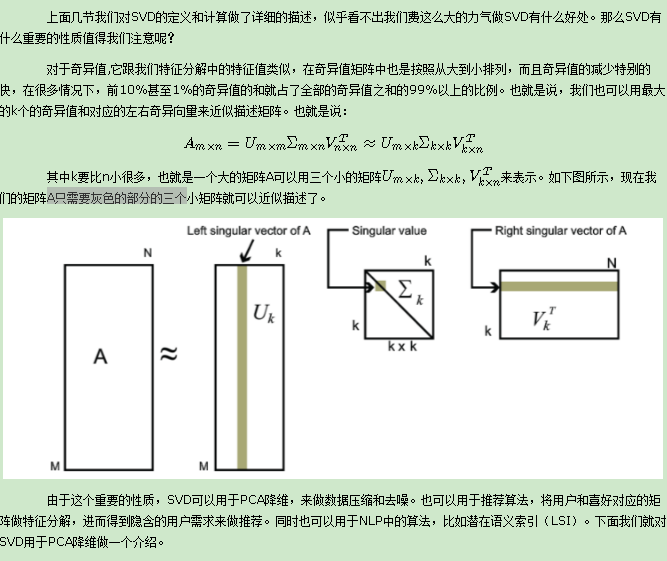 上面几节我们对SVD的定义和计算做了详细的描述，似乎看不出我们费这么大的力气做SVD有什么好处。那么SVD有
什么重要的性质值得我们注意呢？
对于奇异值,它跟我们特征分解中的特征值类似，在奇异值矩阵中也是按照从大到小排列，而且奇异值的减少特别的
快，在很多情况下，前10%甚至1%的奇异值的和就占了全部的奇异值之和的99%以上的比例。也就是说，我们也可以用最大
的k个的奇异值和对应的左右奇异向量来近似描述矩阵。也就是说：
A_{m×n} = U_{m×m}Σ_{m×n}V^T_{n×n} ≈ U_{m×k}Σ_{k×k}V^T_{k×n}
其中k要比n小很多，也就是一个大的矩阵A可以用三个小的矩阵U_{m×k}, Σ_{k×k}, V^T_{k×n}来表示。如下图所示，现在我
们的矩阵A只需要灰色的部分的三个小矩阵就可以近似描述了。
Left singular vector of A
Singular value
Right singular vector of A
N
k
k
N
A
≈
U_k
Σ_k
V_k^T
k
k
k x k
M
M
由于这个重要的性质，SVD可以用于PCA降维，来做数据压缩和去噪。也可以用于推荐算法，将用户和喜好对应的矩
阵做特征分解，进而得到隐含的用户需求来做推荐。同时也可以用于NLP中的算法，比如潜在语义索引（LSI）。下面我们就对
SVD用于PCA降维做一个介绍。